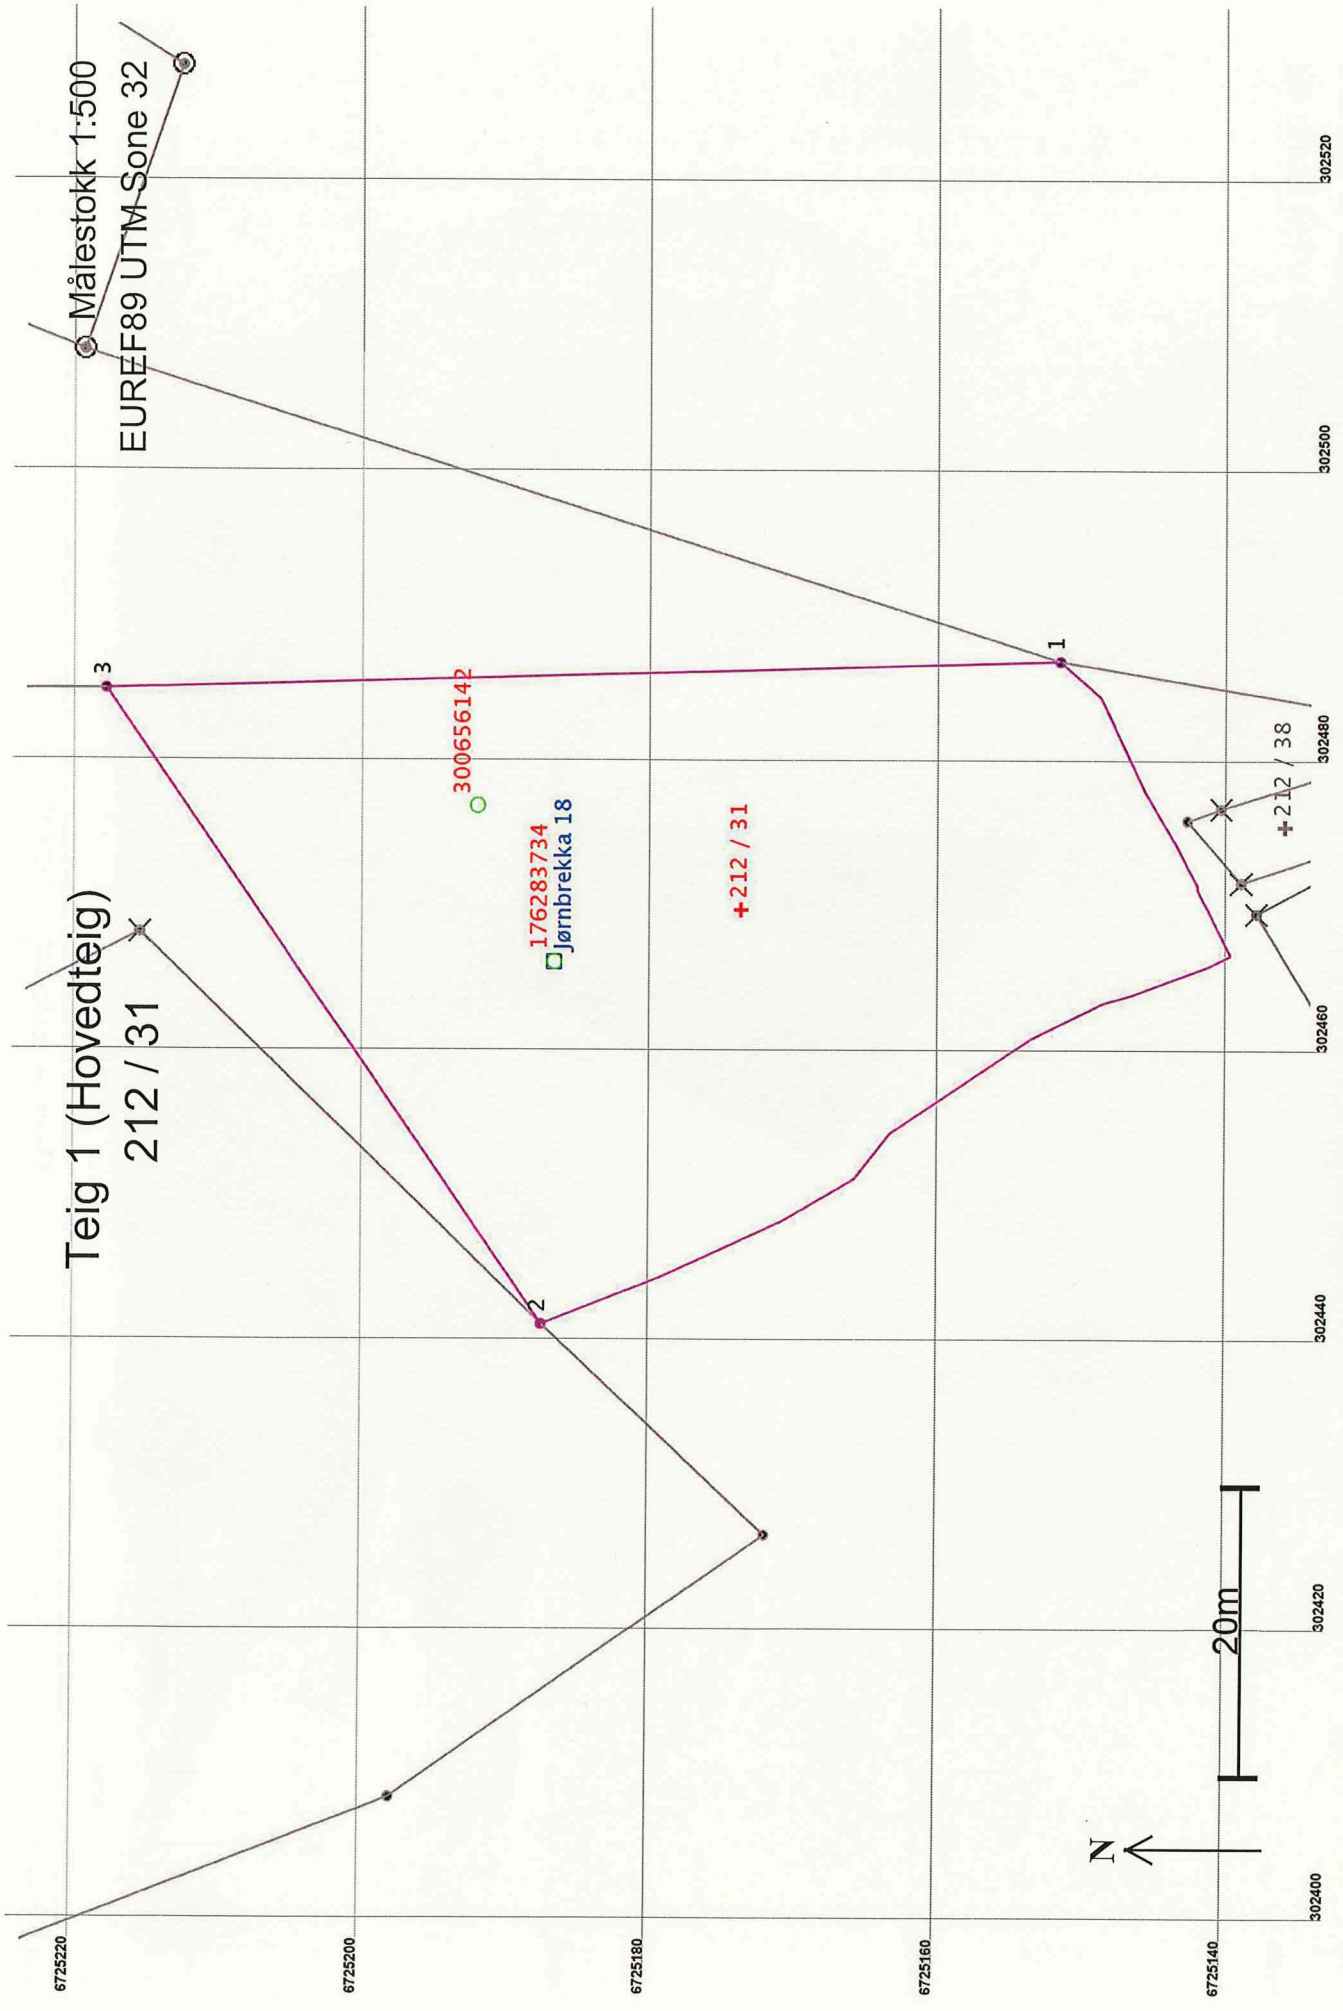 Teig 1 (Hovedteig)
212 / 31
Målestokk 1:500
EUREF89 UTM Sone 32
6725220
6725200
6725180
6725160
6725140
3
2
1
300656142
176283734
Jørnbrekka 18
212 / 31
212 / 38
N
20m
302400
302420
302440
302460
302480
302500
302520